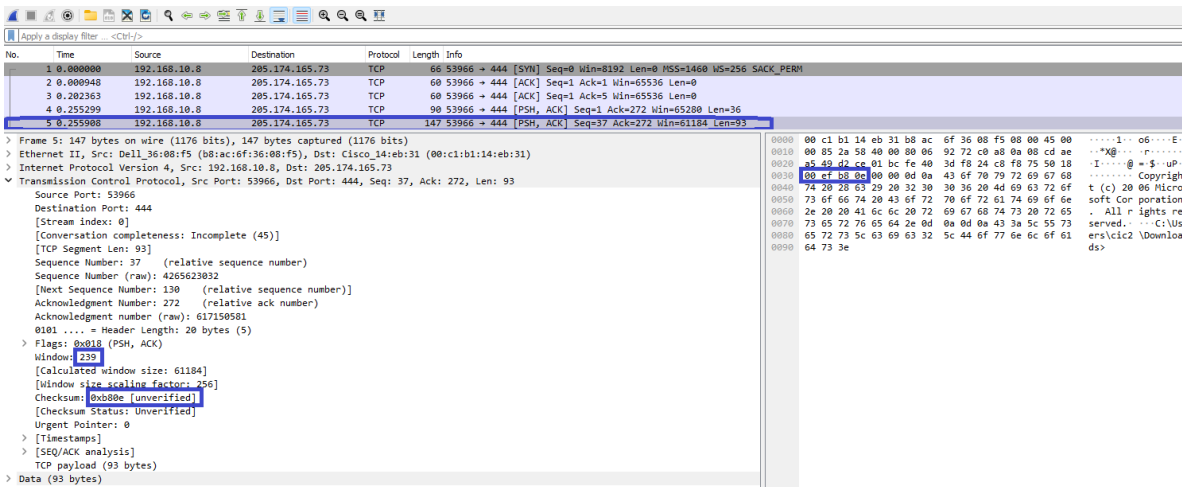 Apply a display filter ... <Ctrl-/>
No. Time Source Destination Protocol Length Info
1 0.000000 192.168.10.8 205.174.165.73 TCP 66 53966 → 444 [SYN] Seq=0 Win=8192 Len=0 MSS=1460 WS=256 SACK_PERM
2 0.000948 192.168.10.8 205.174.165.73 TCP 60 53966 → 444 [ACK] Seq=1 Ack=1 Win=65536 Len=0
3 0.202363 192.168.10.8 205.174.165.73 TCP 60 53966 → 444 [ACK] Seq=1 Ack=5 Win=65536 Len=0
4 0.255299 192.168.10.8 205.174.165.73 TCP 90 53966 → 444 [PSH, ACK] Seq=1 Ack=272 Win=65280 Len=36
5 0.255908 192.168.10.8 205.174.165.73 TCP 147 53966 → 444 [PSH, ACK] Seq=37 Ack=272 Win=61184 Len=93
> Frame 5: 147 bytes on wire (1176 bits), 147 bytes captured (1176 bits)
> Ethernet II, Src: Dell_36:08:f5 (b8:ac:6f:36:08:f5), Dst: Cisco_14:eb:31 (00:c1:b1:14:eb:31)
> Internet Protocol Version 4, Src: 192.168.10.8, Dst: 205.174.165.73
Transmission Control Protocol, Src Port: 53966, Dst Port: 444, Seq: 37, Ack: 272, Len: 93
Source Port: 53966
Destination Port: 444
[Stream index: 0]
[Conversation completeness: Incomplete (45)]
[TCP Segment Len: 93]
Sequence Number: 37 (relative sequence number)
Sequence Number (raw): 4265623032
[Next Sequence Number: 130 (relative sequence number)]
Acknowledgment Number: 272 (relative ack number)
Acknowledgment number (raw): 617150581
0101 .... = Header Length: 20 bytes (5)
> Flags: 0x018 (PSH, ACK)
Window: 239
[Calculated window size: 61184]
[Window size scaling factor: 256]
Checksum: 0xb80e [unverified]
[Checksum Status: Unverified]
Urgent Pointer: 0
> [Timestamps]
> [SEQ/ACK analysis]
TCP payload (93 bytes)
> Data (93 bytes)
0000 00 c1 b1 14 eb 31 b8 ac 6f 36 08 f5 08 00 45 00 ·····1·· o6····E·
0010 00 85 2a 58 40 00 80 06 92 72 c0 a8 0a 08 cd ae ··*X@··· ·r······
0020 a5 49 d2 ce 01 bc fe 40 3d f8 24 c8 f8 75 50 18 ·I·····@ =·$··uP·
0030 00 ef b8 0e 00 00 0d 0a 43 6f 70 79 72 69 67 68 ········ Copyrigh
0040 74 20 28 63 29 20 32 30 30 36 20 4d 69 63 72 6f t (c) 20 06 Micro
0050 73 6f 66 74 20 43 6f 72 70 6f 72 61 74 69 6f 6e soft Cor poration
0060 2e 20 20 41 6c 6c 20 72 69 67 68 74 73 20 72 65 .  All r ights re
0070 73 65 72 76 65 64 2e 0d 0a 0d 0a 43 3a 5c 55 73 served.· ···C:\Us
0080 65 72 73 5c 63 69 63 32 5c 44 6f 77 6e 6c 6f 61 ers\cic2 \Downloa
0090 64 73 3e ds>